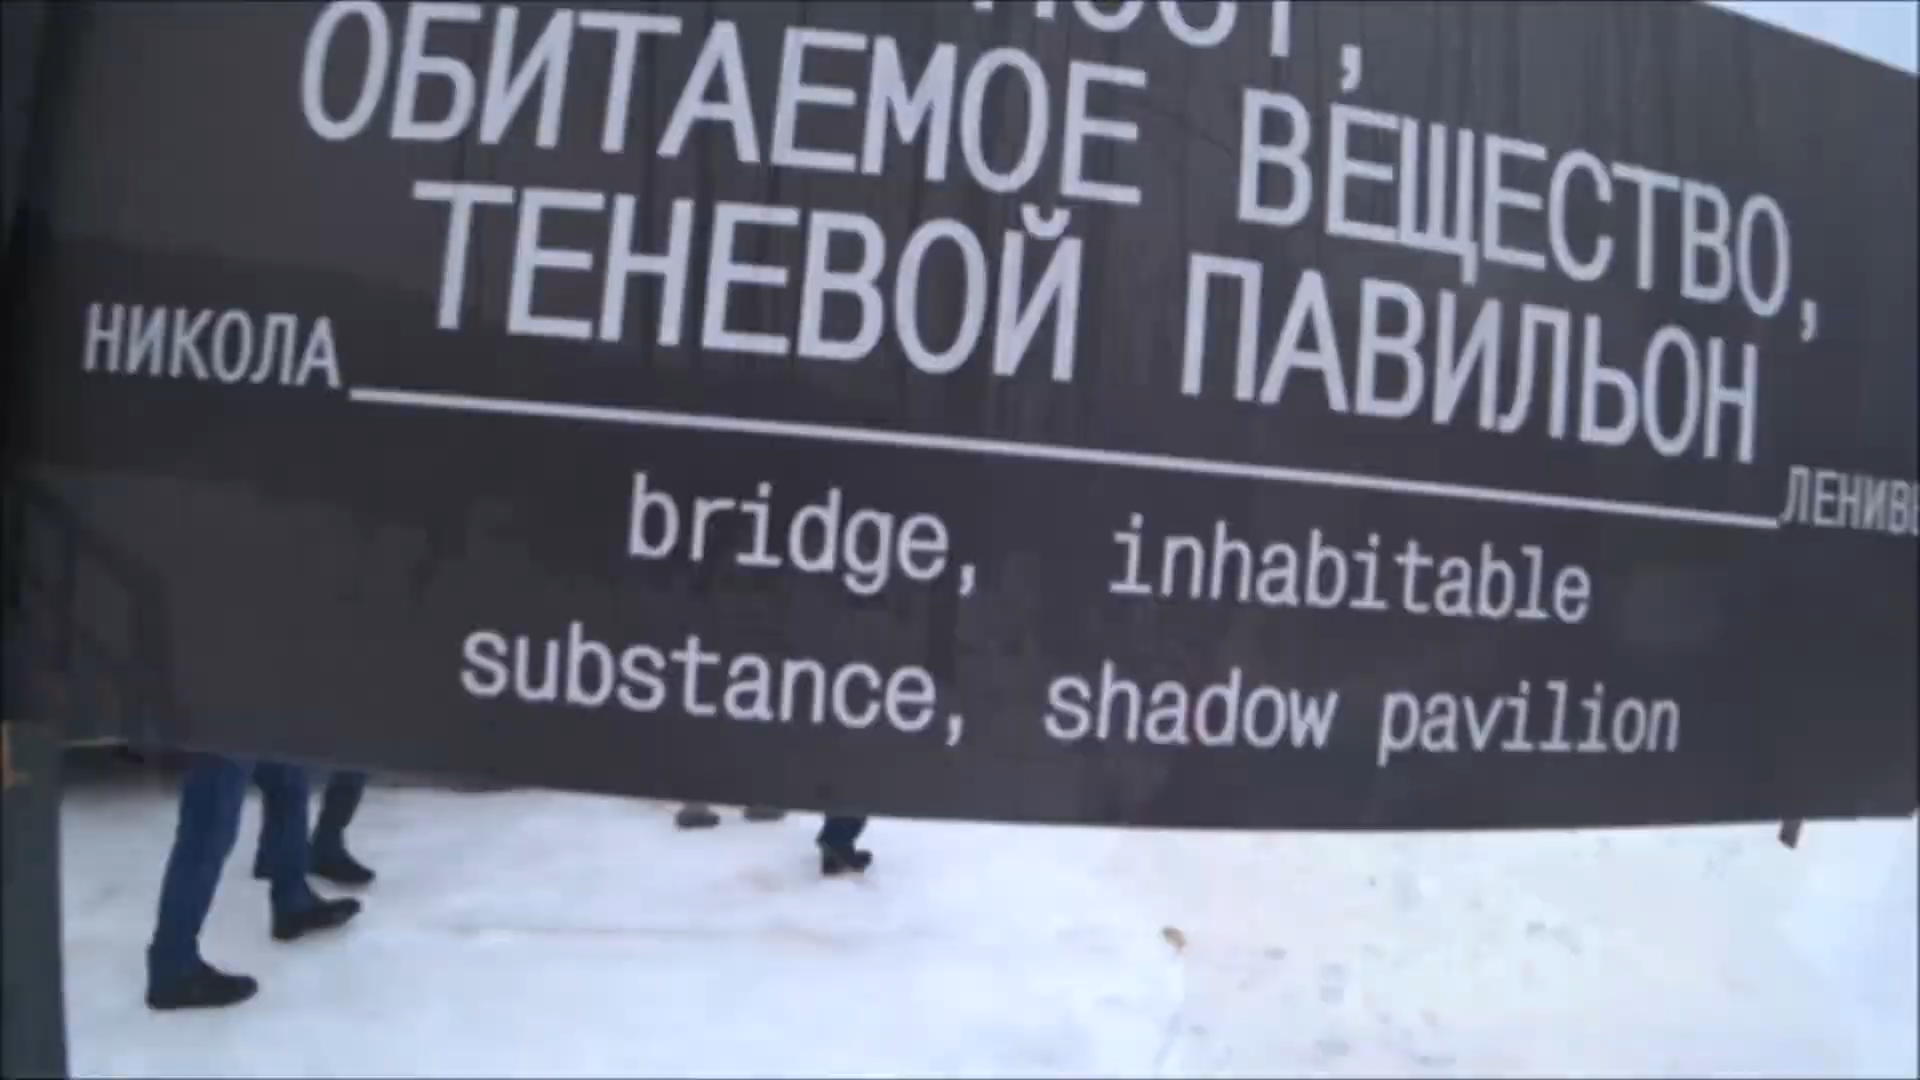 ОБИТАЕМОЕ ВЕЩЕСТВО,
ТЕНЕВОЙ ПАВИЛЬОН
НИКОЛА
bridge, inhabitable
substance, shadow pavilion